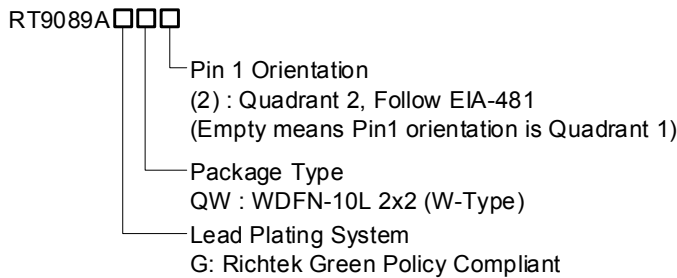 RT9089A□□□
Pin 1 Orientation
(2) : Quadrant 2, Follow EIA-481
(Empty means Pin1 orientation is Quadrant 1)
Package Type
QW : WDFN-10L 2x2 (W-Type)
Lead Plating System
G: Richtek Green Policy Compliant